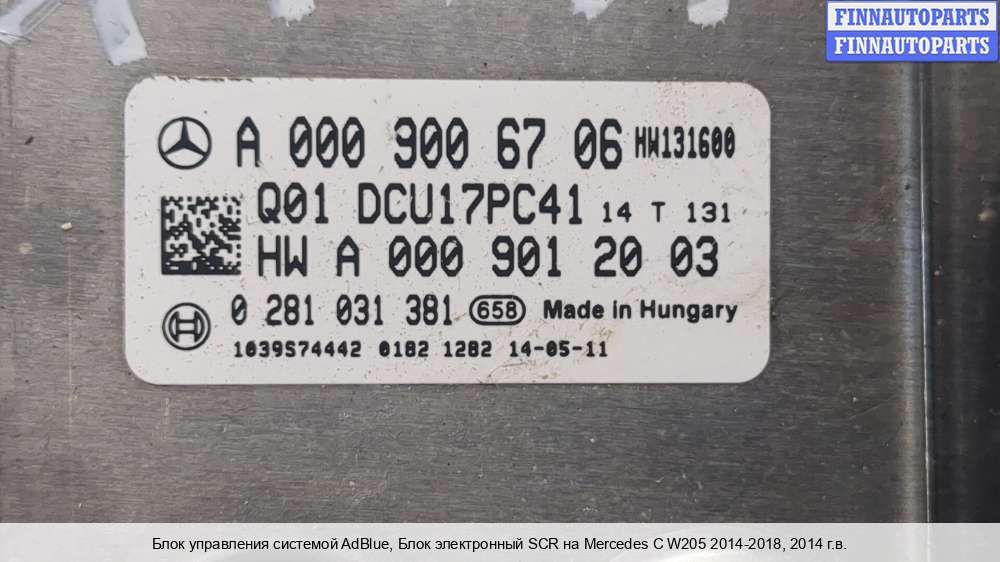 FINNAUTOPARTS
FINNAUTOPARTS
A 000 900 67 06 HW131600
Q01 DCU17PC41 14 T 131
HW A 000 901 20 03
0 281 031 381 658 Made in Hungary
1039S74442 0182 1282 14-05-11
Блок управления системой AdBlue, Блок электронный SCR на Mercedes C W205 2014-2018, 2014 г.в.